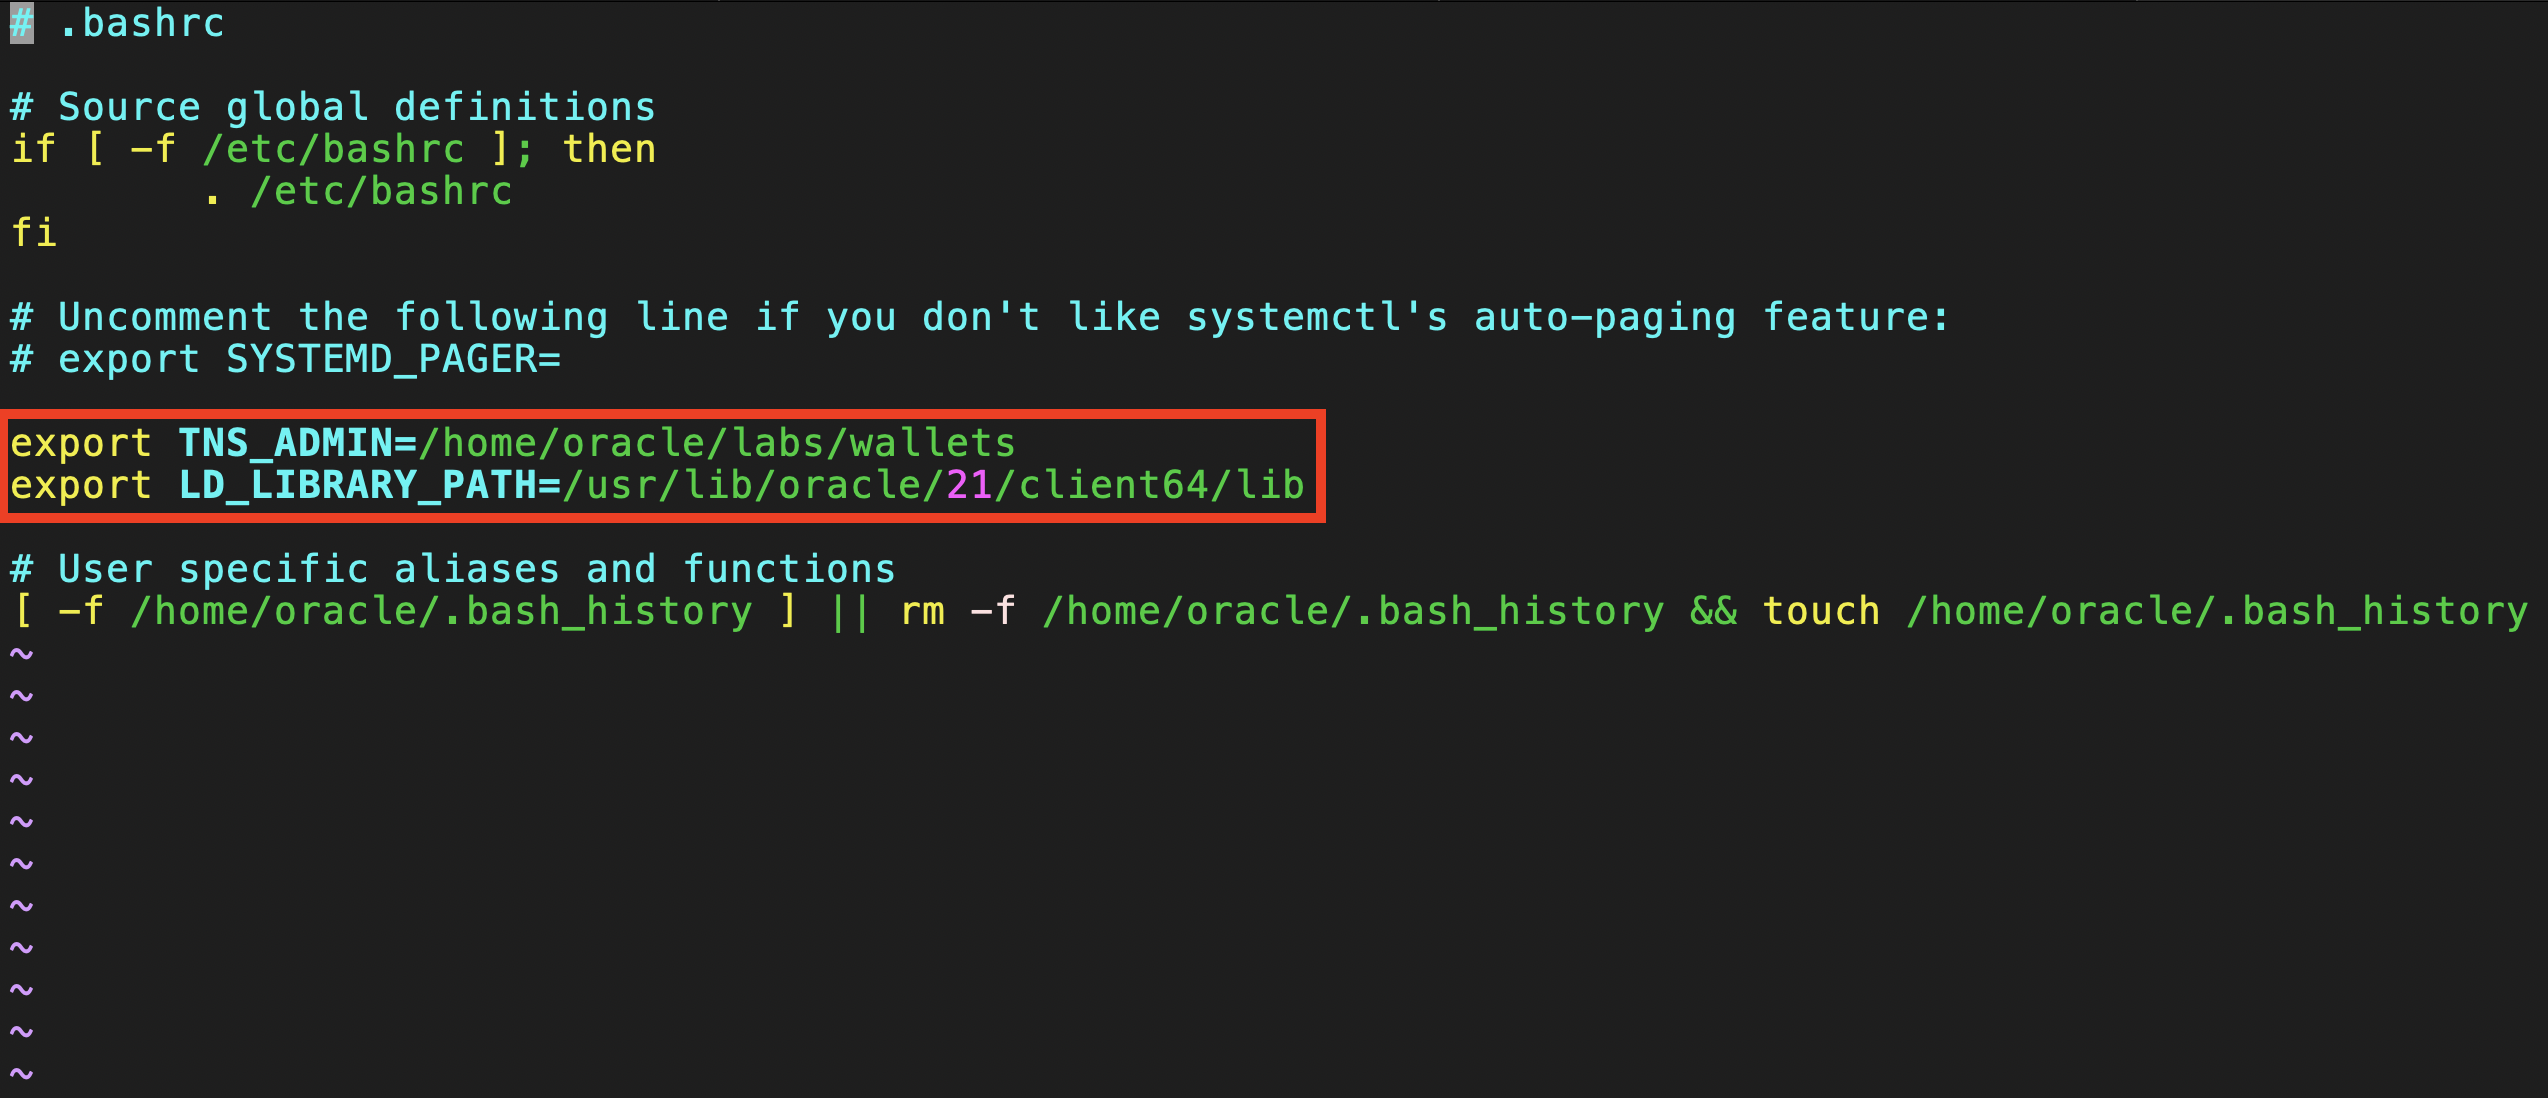 # .bashrc
# Source global definitions
if [ -f /etc/bashrc ]; then
        . /etc/bashrc
fi
# Uncomment the following line if you don't like systemctl's auto-paging feature:
# export SYSTEMD_PAGER=
export TNS_ADMIN=/home/oracle/labs/wallets
export LD_LIBRARY_PATH=/usr/lib/oracle/21/client64/lib
# User specific aliases and functions
[ -f /home/oracle/.bash_history ] || rm -f /home/oracle/.bash_history && touch /home/oracle/.bash_history
~
~
~
~
~
~
~
~
~
~
~